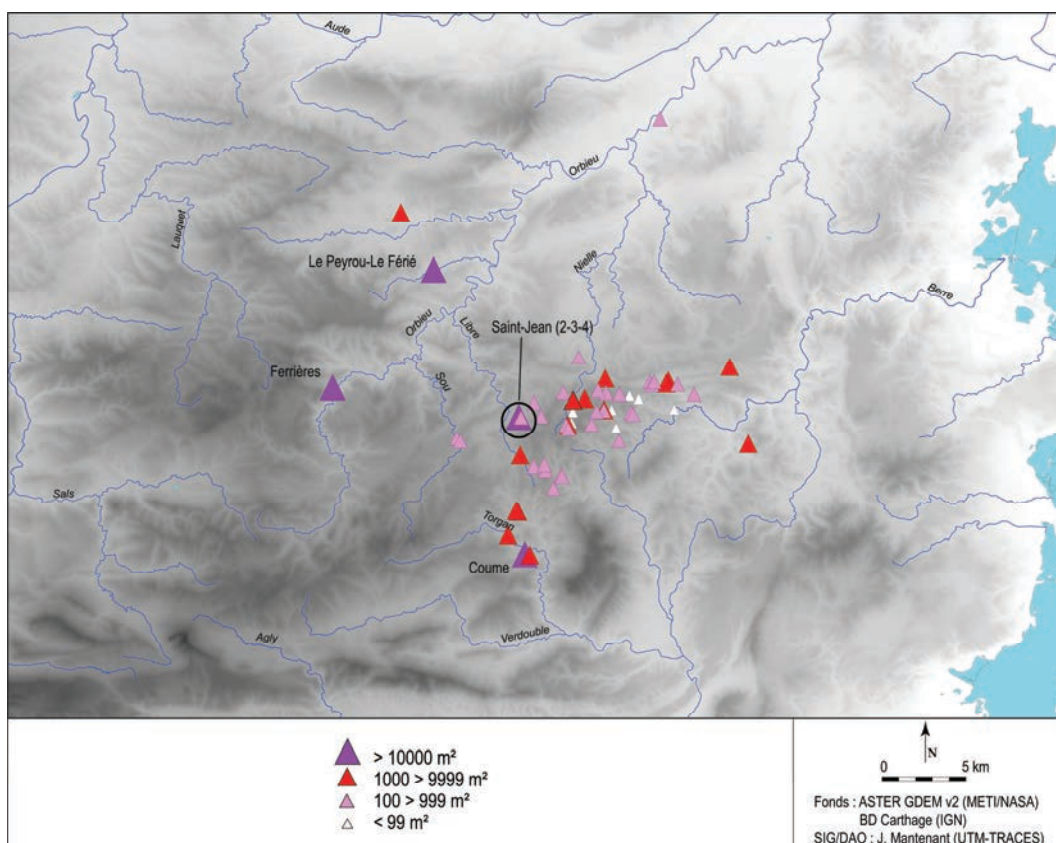 Aude
Orbieu
Lauquet
Le Peyrou-Le Férié
Nielle
Berre
Orbieu
Libre
Saint-Jean (2-3-4)
Ferrières
Sou
Sals
Torgan
Coume
Agly
Verdouble
> 10000 m²
1000 > 9999 m²
100 > 999 m²
< 99 m²
N
0 5 km
Fonds : ASTER GDEM v2 (METI/NASA)
BD Carthage (IGN)
SIG/DAO : J. Mantenant (UTM-TRACES)